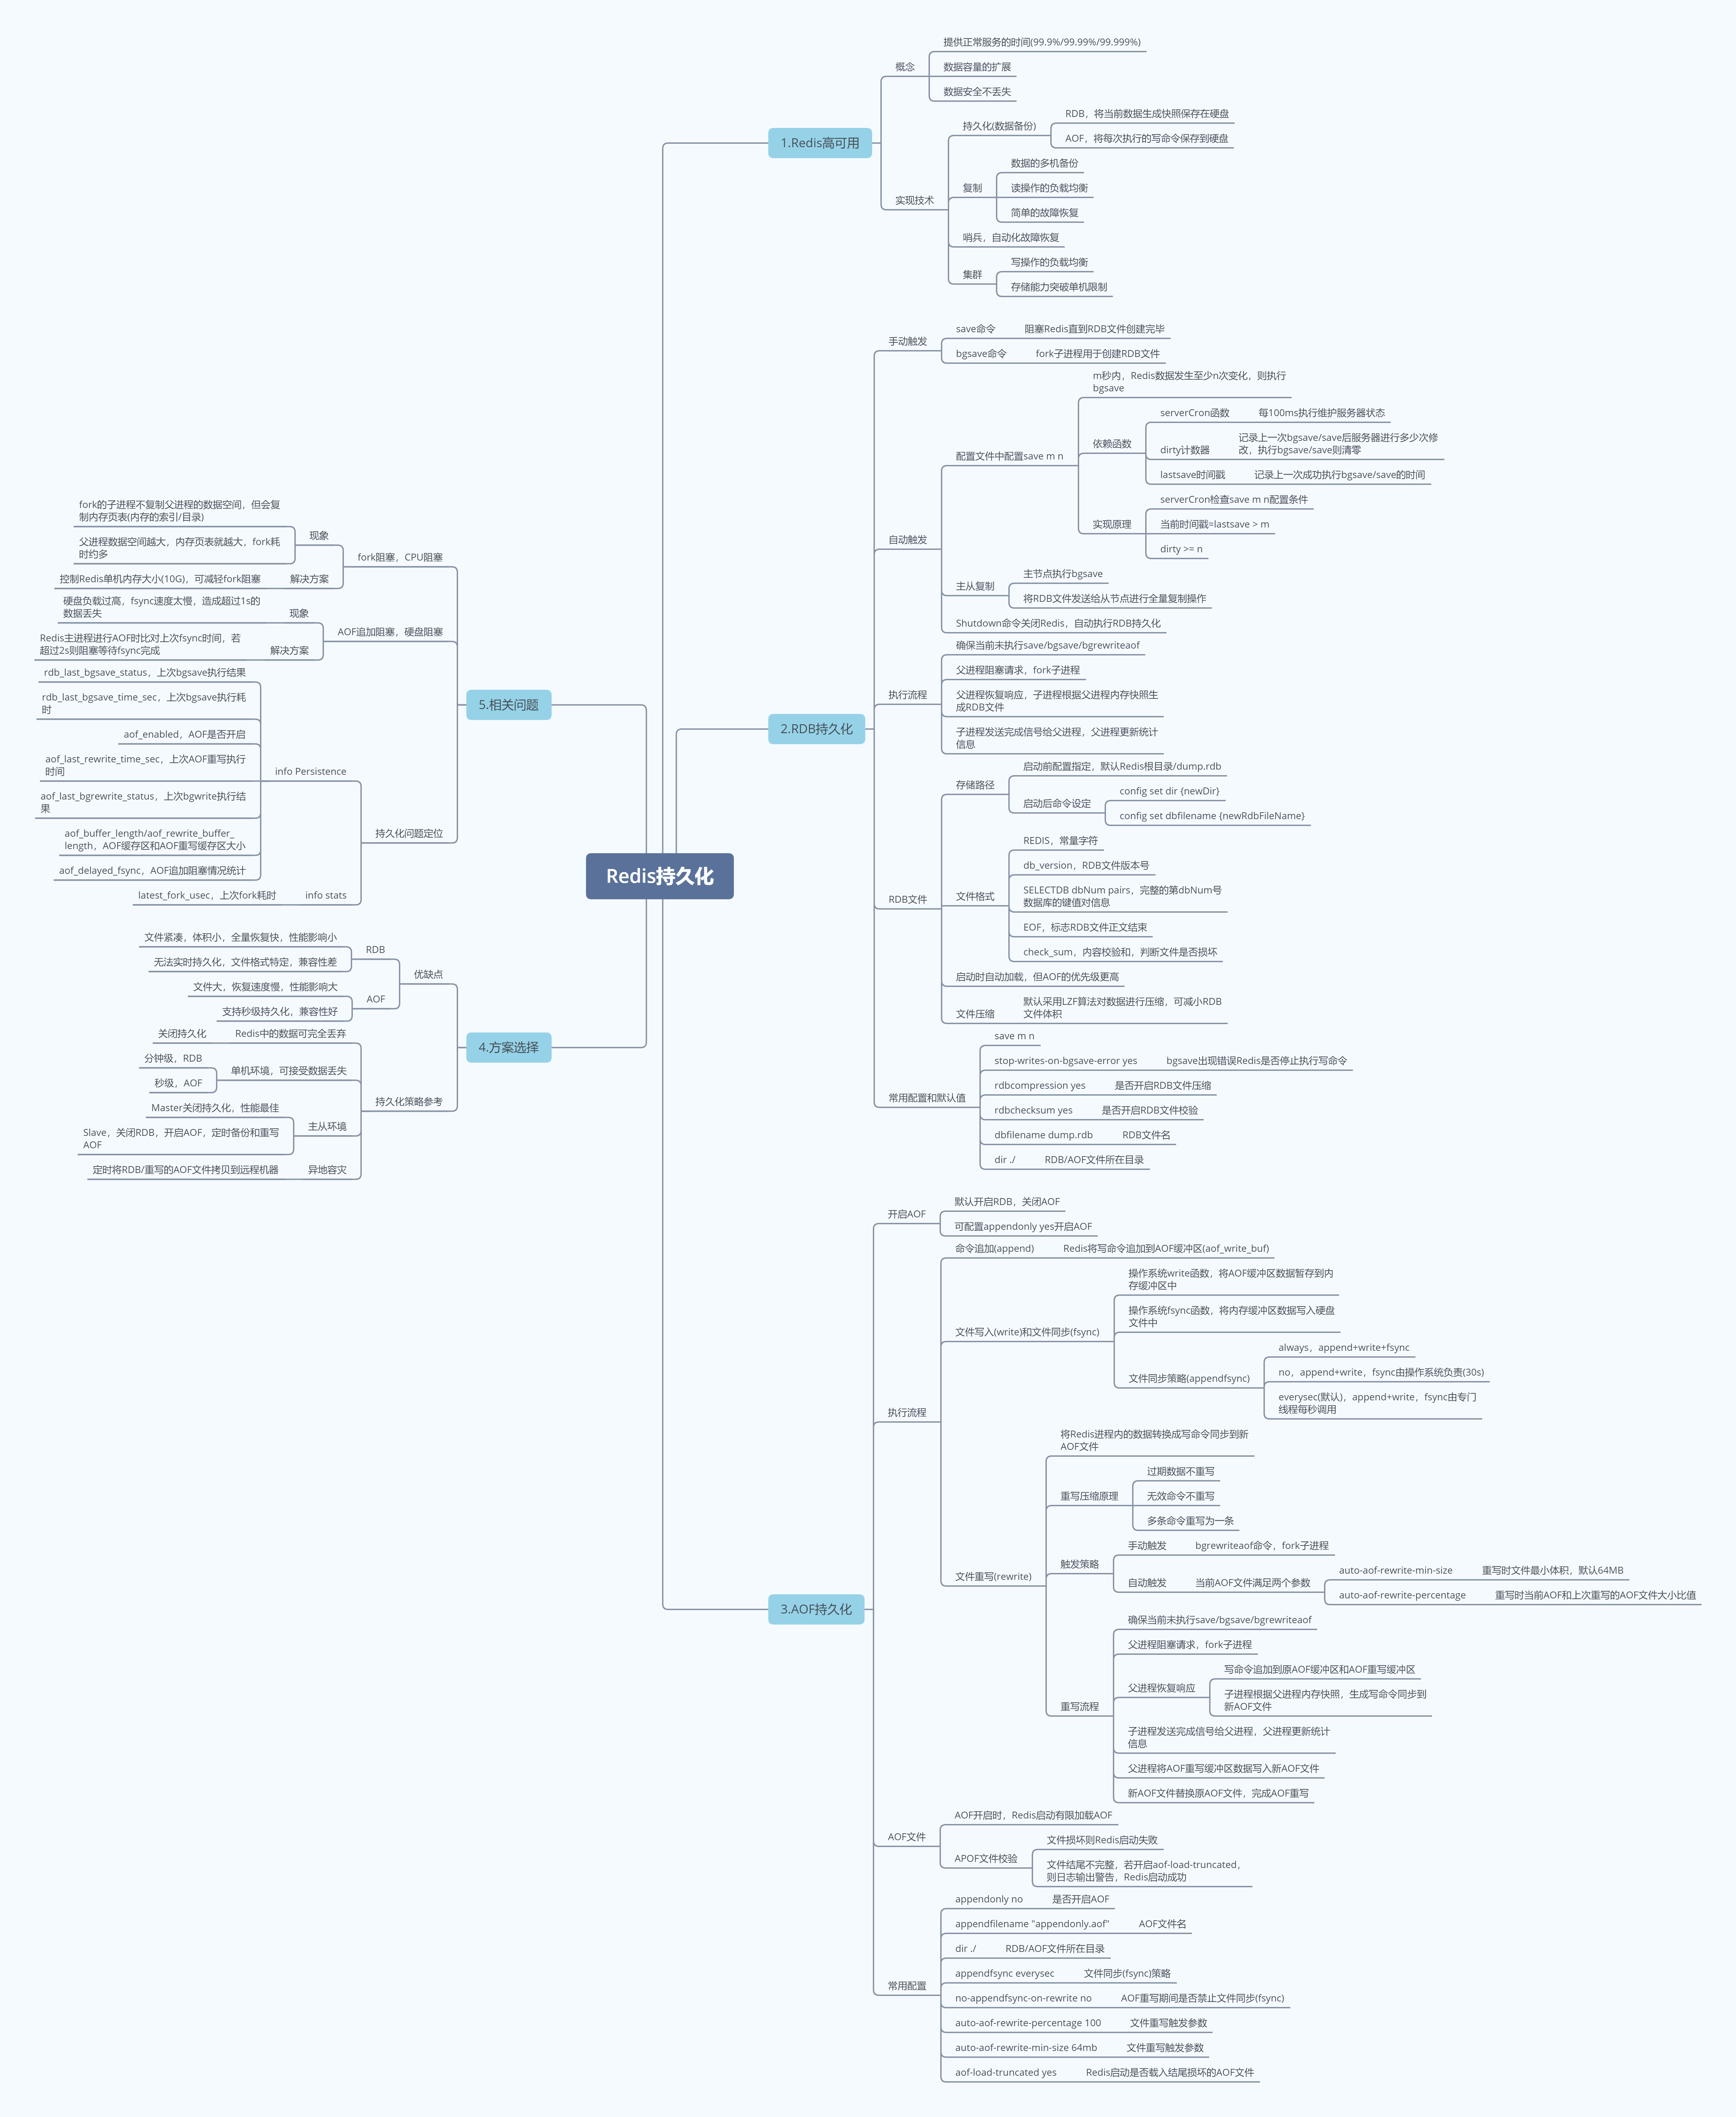 Redis持久化
1.Redis高可用
概念
提供正常服务的时间(99.9%/99.99%/99.999%)
数据容量的扩展
数据安全不丢失
实现技术
持久化(数据备份)
RDB，将当前数据生成快照保存在硬盘
AOF，将每次执行的写命令保存到硬盘
复制
数据的多机备份
读操作的负载均衡
简单的故障恢复
哨兵，自动化故障恢复
集群
写操作的负载均衡
存储能力突破单机限制
2.RDB持久化
手动触发
save命令
阻塞Redis直到RDB文件创建完毕
bgsave命令
fork子进程用于创建RDB文件
自动触发
配置文件中配置save m n
m秒内，Redis数据发生至少n次变化，则执行
bgsave
依赖函数
serverCron函数
每100ms执行维护服务器状态
dirty计数器
记录上一次bgsave/save后服务器进行多少次修
改，执行bgsave/save则清零
lastsave时间戳
记录上一次成功执行bgsave/save的时间
实现原理
serverCron检查save m n配置条件
当前时间戳=lastsave > m
dirty >= n
主从复制
主节点执行bgsave
将RDB文件发送给从节点进行全量复制操作
Shutdown命令关闭Redis，自动执行RDB持久化
执行流程
确保当前未执行save/bgsave/bgrewriteaof
父进程阻塞请求，fork子进程
父进程恢复响应，子进程根据父进程内存快照生
成RDB文件
子进程发送完成信号给父进程，父进程更新统计
信息
RDB文件
存储路径
启动前配置指定，默认Redis根目录/dump.rdb
启动后命令设定
config set dir {newDir}
config set dbfilename {newRdbFileName}
文件格式
REDIS，常量字符
db_version，RDB文件版本号
SELECTDB dbNum pairs，完整的第dbNum号
数据库的键值对信息
EOF，标志RDB文件正文结束
check_sum，内容校验和，判断文件是否损坏
启动时自动加载，但AOF的优先级更高
文件压缩
默认采用LZF算法对数据进行压缩，可减小RDB
文件体积
常用配置和默认值
save m n
stop-writes-on-bgsave-error yes
bgsave出现错误Redis是否停止执行写命令
rdbcompression yes
是否开启RDB文件压缩
rdbchecksum yes
是否开启RDB文件校验
dbfilename dump.rdb
RDB文件名
dir ./
RDB/AOF文件所在目录
3.AOF持久化
开启AOF
默认开启RDB，关闭AOF
可配置appendonly yes开启AOF
执行流程
命令追加(append)
Redis将写命令追加到AOF缓冲区(aof_write_buf)
文件写入(write)和文件同步(fsync)
操作系统write函数，将AOF缓冲区数据暂存到内
存缓冲区中
操作系统fsync函数，将内存缓冲区数据写入硬盘
文件中
文件同步策略(appendfsync)
always，append+write+fsync
no，append+write，fsync由操作系统负责(30s)
everysec(默认)，append+write，fsync由专门
线程每秒调用
文件重写(rewrite)
将Redis进程内的数据转换成写命令同步到新
AOF文件
重写压缩原理
过期数据不重写
无效命令不重写
多条命令重写为一条
触发策略
手动触发
bgrewriteaof命令，fork子进程
自动触发
当前AOF文件满足两个参数
auto-aof-rewrite-min-size
重写时文件最小体积，默认64MB
auto-aof-rewrite-percentage
重写时当前AOF和上次重写的AOF文件大小比值
重写流程
确保当前未执行save/bgsave/bgrewriteaof
父进程阻塞请求，fork子进程
父进程恢复响应
写命令追加到原AOF缓冲区和AOF重写缓冲区
子进程根据父进程内存快照，生成写命令同步到
新AOF文件
子进程发送完成信号给父进程，父进程更新统计
信息
父进程将AOF重写缓冲区数据写入新AOF文件
新AOF文件替换原AOF文件，完成AOF重写
AOF文件
AOF开启时，Redis启动有限加载AOF
APOF文件校验
文件损坏则Redis启动失败
文件结尾不完整，若开启aof-load-truncated，
则日志输出警告，Redis启动成功
常用配置
appendonly no
是否开启AOF
appendfilename "appendonly.aof"
AOF文件名
dir ./
RDB/AOF文件所在目录
appendfsync everysec
文件同步(fsync)策略
no-appendfsync-on-rewrite no
AOF重写期间是否禁止文件同步(fsync)
auto-aof-rewrite-percentage 100
文件重写触发参数
auto-aof-rewrite-min-size 64mb
文件重写触发参数
aof-load-truncated yes
Redis启动是否载入结尾损坏的AOF文件
4.方案选择
优缺点
RDB
文件紧凑，体积小，全量恢复快，性能影响小
无法实时持久化，文件格式特定，兼容性差
AOF
文件大，恢复速度慢，性能影响大
支持秒级持久化，兼容性好
持久化策略参考
Redis中的数据可完全丢弃
关闭持久化
单机环境，可接受数据丢失
分钟级，RDB
秒级，AOF
主从环境
Master关闭持久化，性能最佳
Slave，关闭RDB，开启AOF，定时备份和重写
AOF
异地容灾
定时将RDB/重写的AOF文件拷贝到远程机器
5.相关问题
fork阻塞，CPU阻塞
现象
fork的子进程不复制父进程的数据空间，但会复
制内存页表(内存的索引/目录)
父进程数据空间越大，内存页表就越大，fork耗
时约多
解决方案
控制Redis单机内存大小(10G)，可减轻fork阻塞
AOF追加阻塞，硬盘阻塞
现象
硬盘负载过高，fsync速度太慢，造成超过1s的
数据丢失
解决方案
Redis主进程进行AOF时比对上次fsync时间，若
超过2s则阻塞等待fsync完成
持久化问题定位
info Persistence
rdb_last_bgsave_status，上次bgsave执行结果
rdb_last_bgsave_time_sec，上次bgsave执行耗
时
aof_enabled，AOF是否开启
aof_last_rewrite_time_sec，上次AOF重写执行
时间
aof_last_bgrewrite_status，上次bgwrite执行结
果
aof_buffer_length/aof_rewrite_buffer_
length，AOF缓存区和AOF重写缓存区大小
aof_delayed_fsync，AOF追加阻塞情况统计
info stats
latest_fork_usec，上次fork耗时